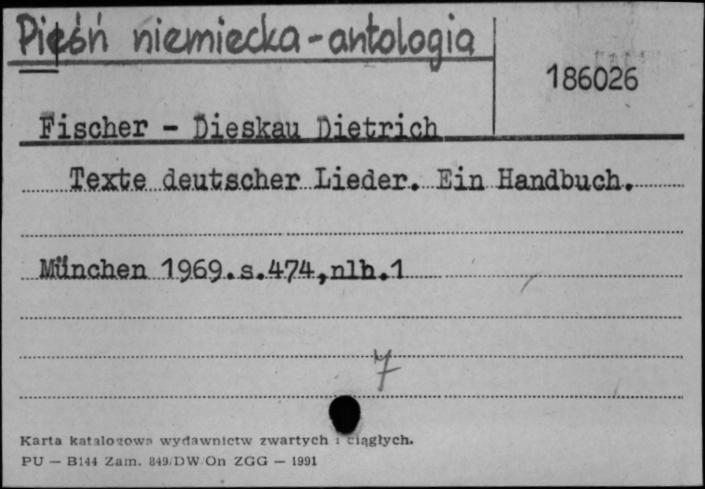 Pieśń niemiecka - antologia
186026
Fischer - Dieskau Dietrich
Texte deutscher Lieder. Ein Handbuch.
München 1969.s.474,nlb.1
7
Karta katalogowa wydawnictw zwartych i ciągłych.
PU — B144 Zam. 849/DW/On ZGG — 1991